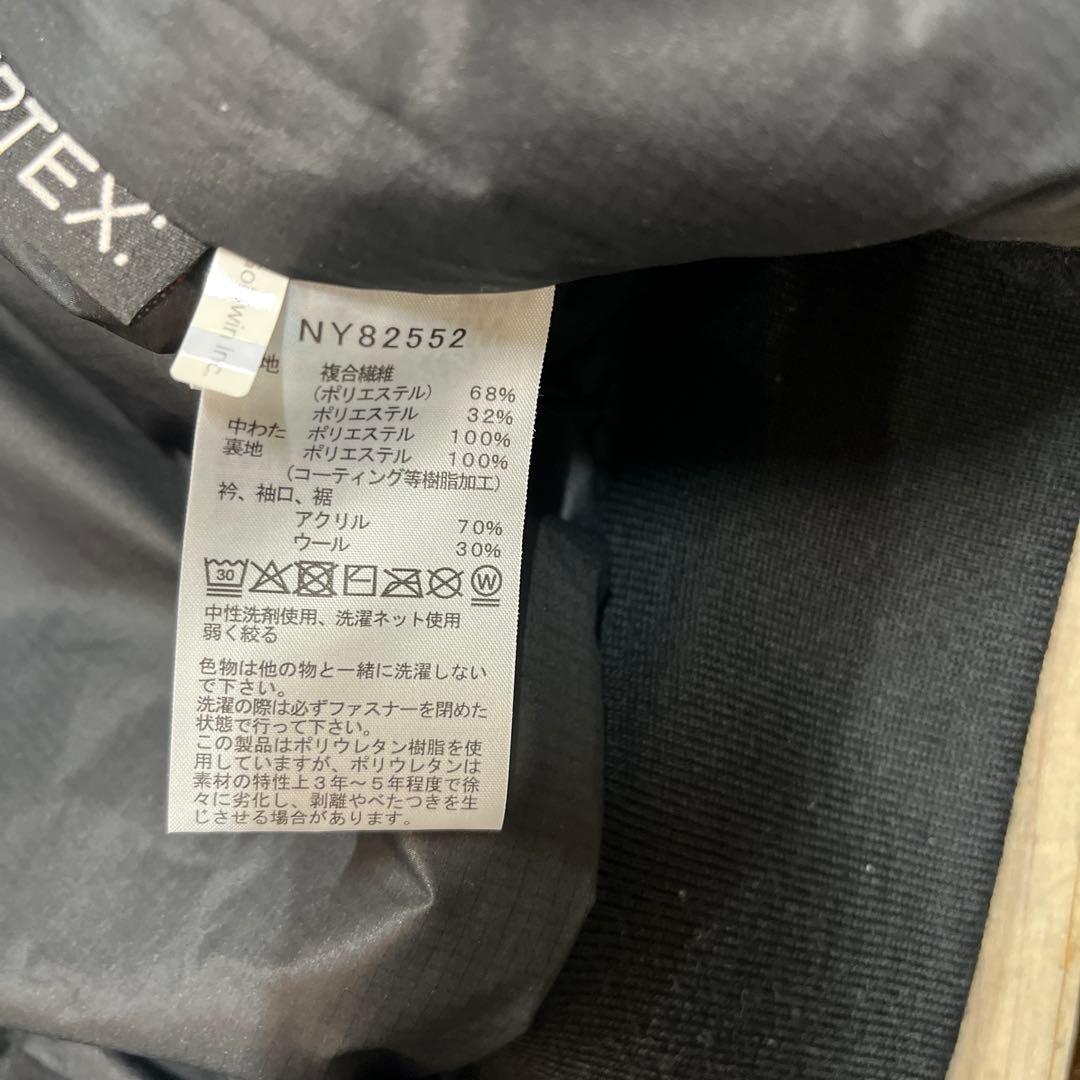 PTEX
Goldwin Inc.
NY82552
地 複合繊維
(ポリエステル) 68%
ポリエステル 32%
中わた ポリエステル 100%
裏地 ポリエステル 100%
(コーティング等樹脂加工)
衿、袖口、裾
アクリル 70%
ウール 30%
30 W
中性洗剤使用、洗濯ネット使用
弱く絞る
色物は他の物と一緒に洗濯しない
で下さい。
洗濯の際は必ずファスナーを閉めた
状態で行って下さい。
この製品はポリウレタン樹脂を使
用していますが、ポリウレタンは
素材の特性上3年～5年程度で徐
々に劣化し、剥離やべたつきを生
じさせる場合があります。